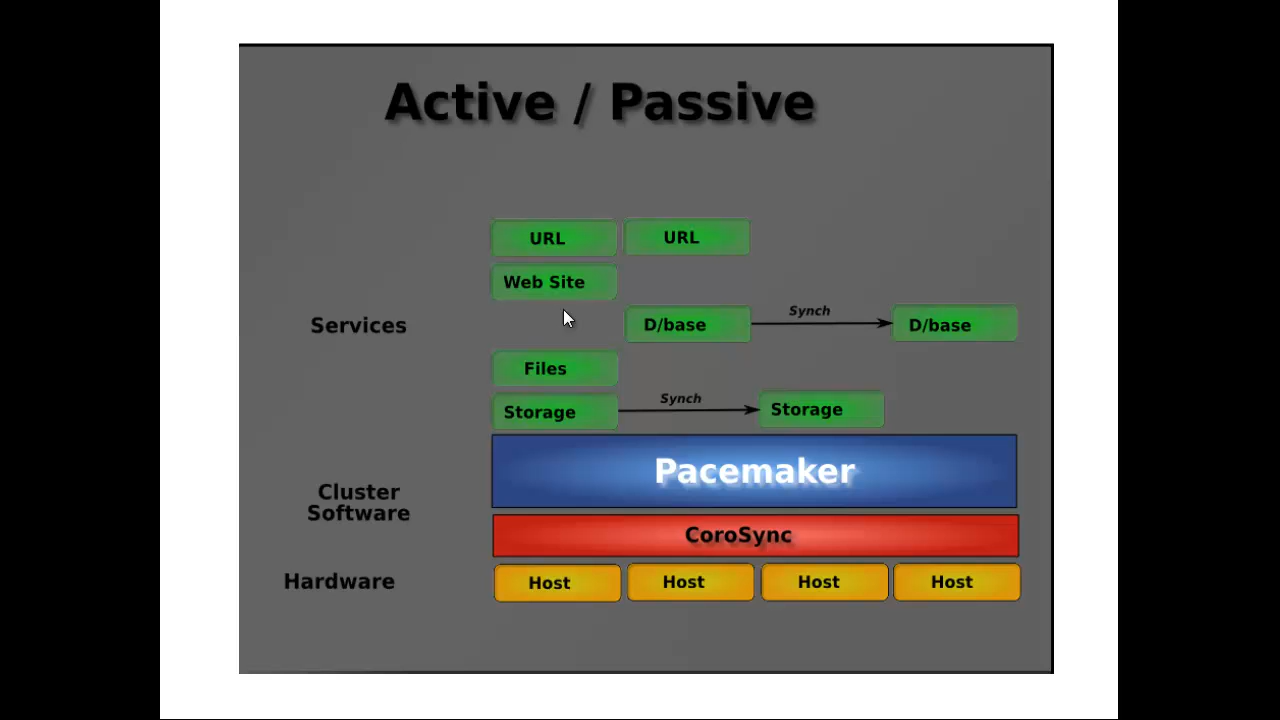 Active / Passive
URL URL
Web Site
Services D/base Synch D/base
Files
Storage Synch Storage
Pacemaker
Cluster
Software
CoroSync
Hardware Host Host Host Host